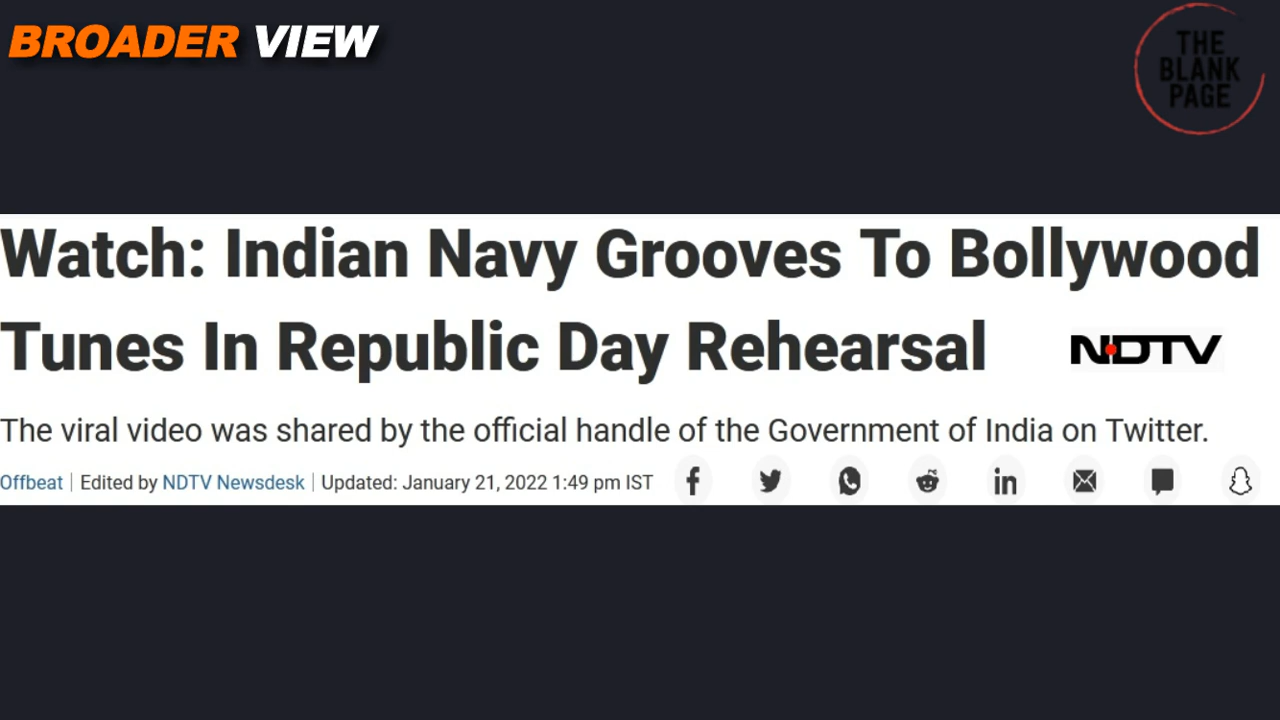 BROADER VIEW
THE
BLANK
PAGE
Watch: Indian Navy Grooves To Bollywood
Tunes In Republic Day Rehearsal
NDTV
The viral video was shared by the official handle of the Government of India on Twitter.
Offbeat | Edited by NDTV Newsdesk | Updated: January 21, 2022 1:49 pm IST